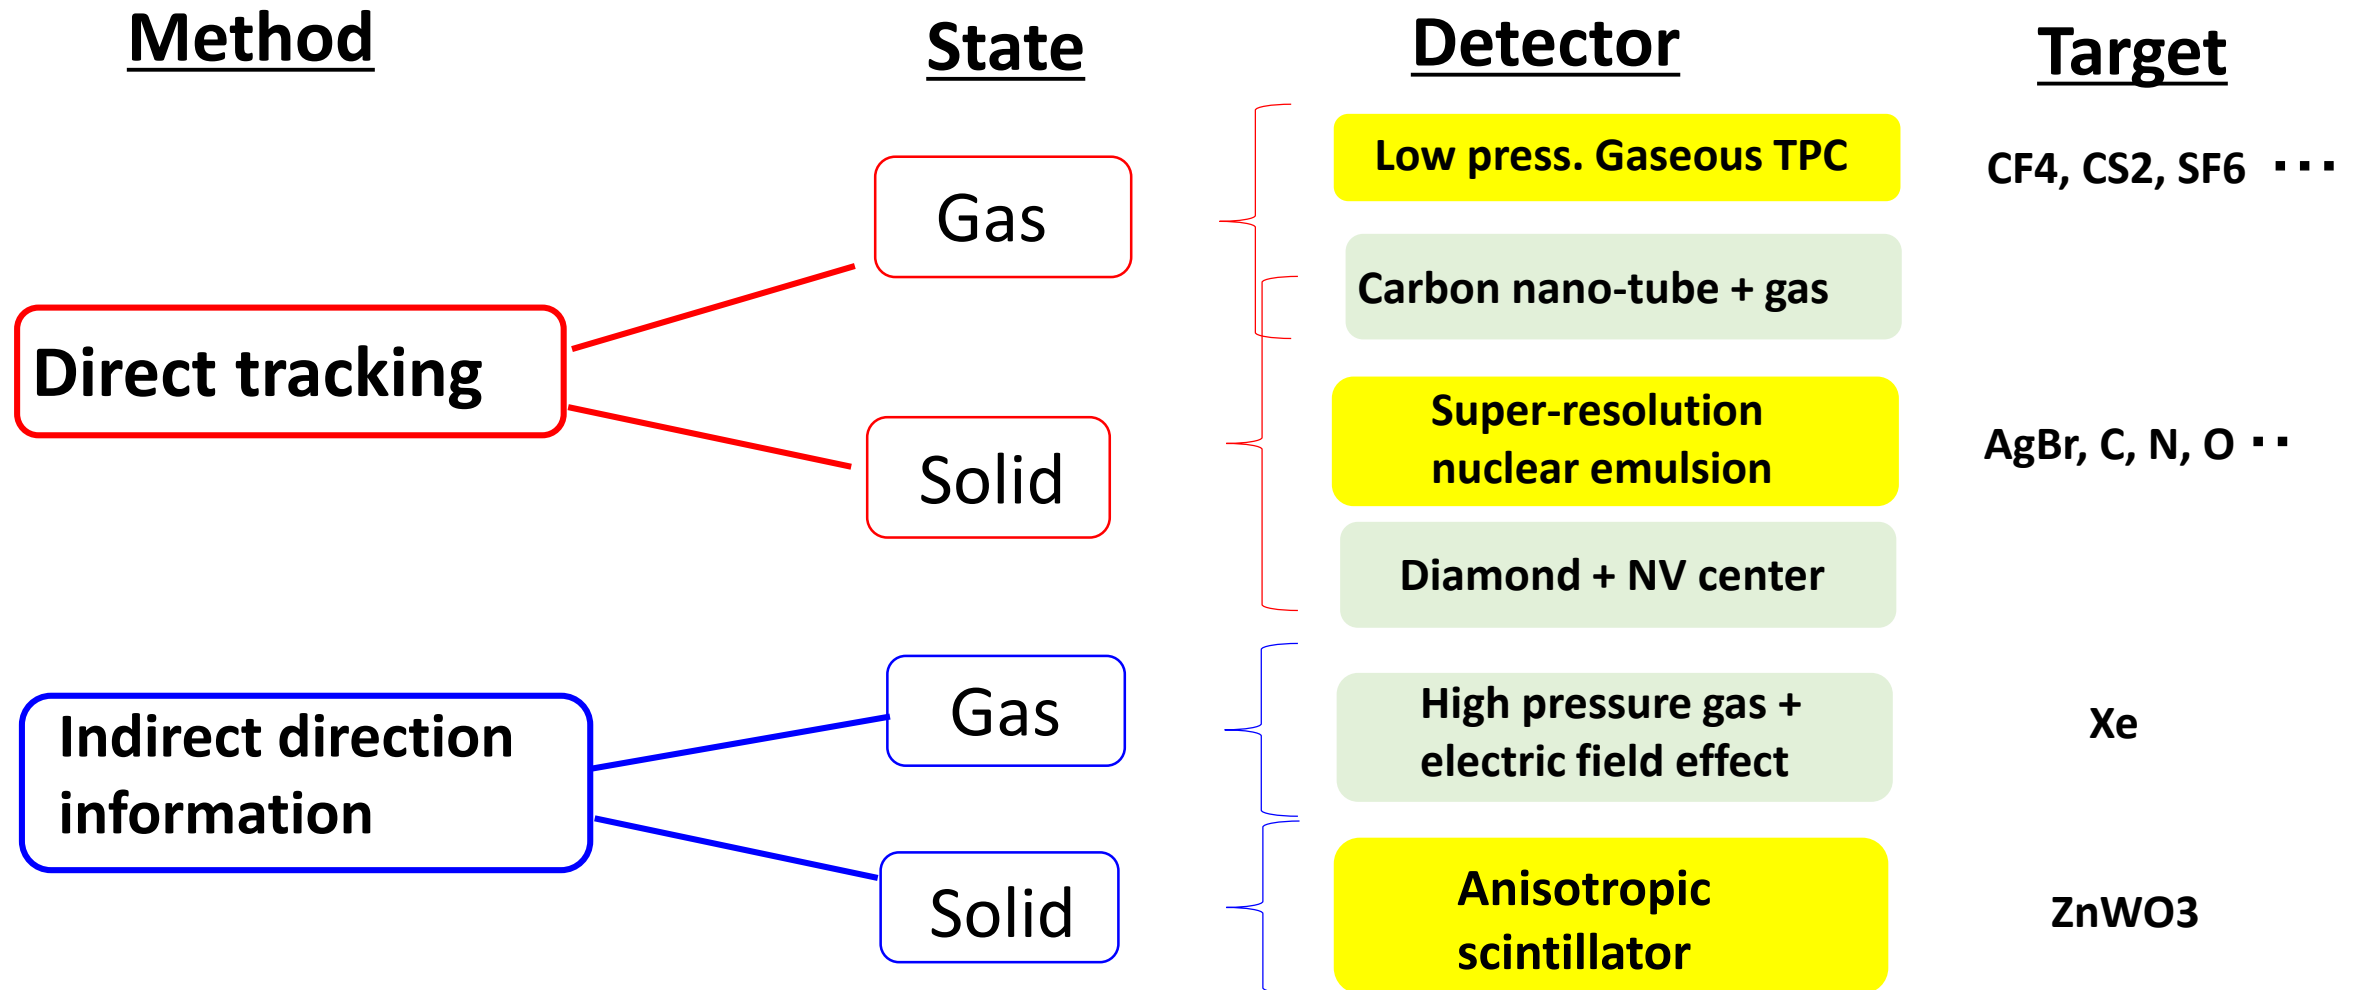 Method
State
Detector
Target
Direct tracking
Gas
Low press. Gaseous TPC
CF4, CS2, SF6 ・・・
Carbon nano-tube + gas
Solid
Super-resolution
nuclear emulsion
AgBr, C, N, O ・・
Diamond + NV center
Indirect direction
information
Gas
High pressure gas +
electric field effect
Xe
Solid
Anisotropic
scintillator
ZnWO3